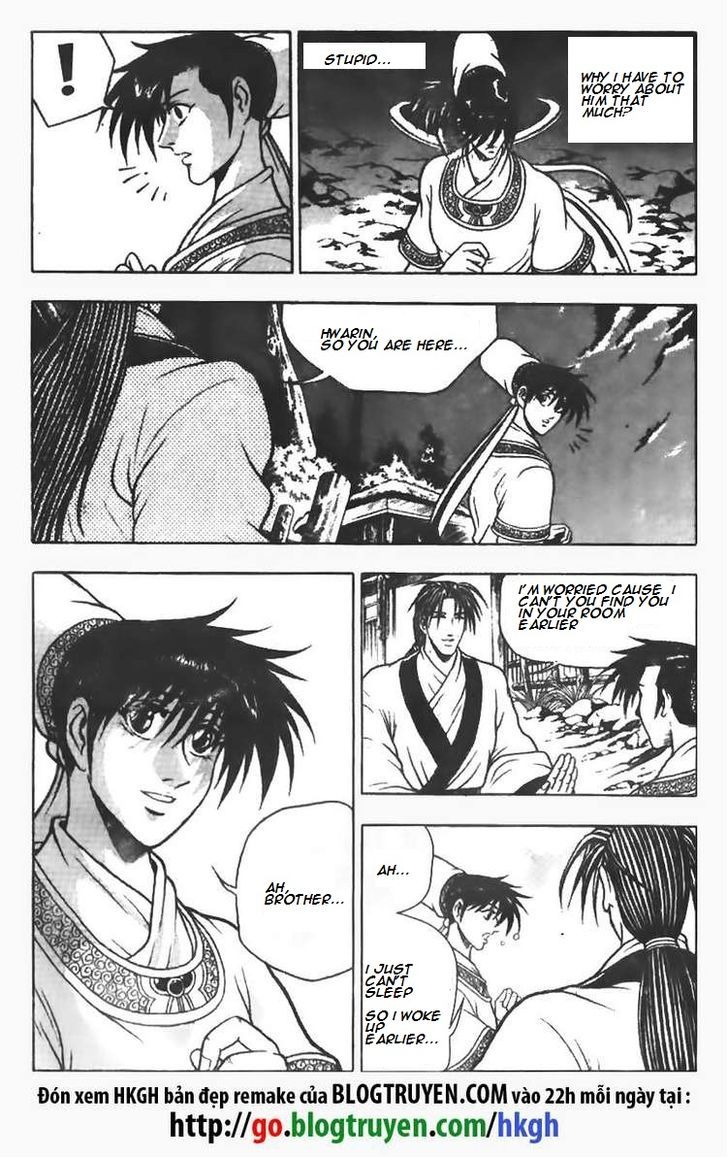 !
STUPID...
WHY I HAVE TO
WORRY ABOUT
HIM THAT
MUCH?
HWARIN,
SO YOU ARE HERE...
I'M WORRIED CAUSE I
CAN'T YOU FIND YOU
IN YOUR ROOM
EARLIER
AH,
BROTHER...
AH...
I JUST
CAN'T
SLEEP
SO I WOKE
UP
EARLIER...
Đón xem HKGH bản đẹp remake của BLOGTRUYEN.COM vào 22h mỗi ngày tại :
http://go.blogtruyen.com/hkgh